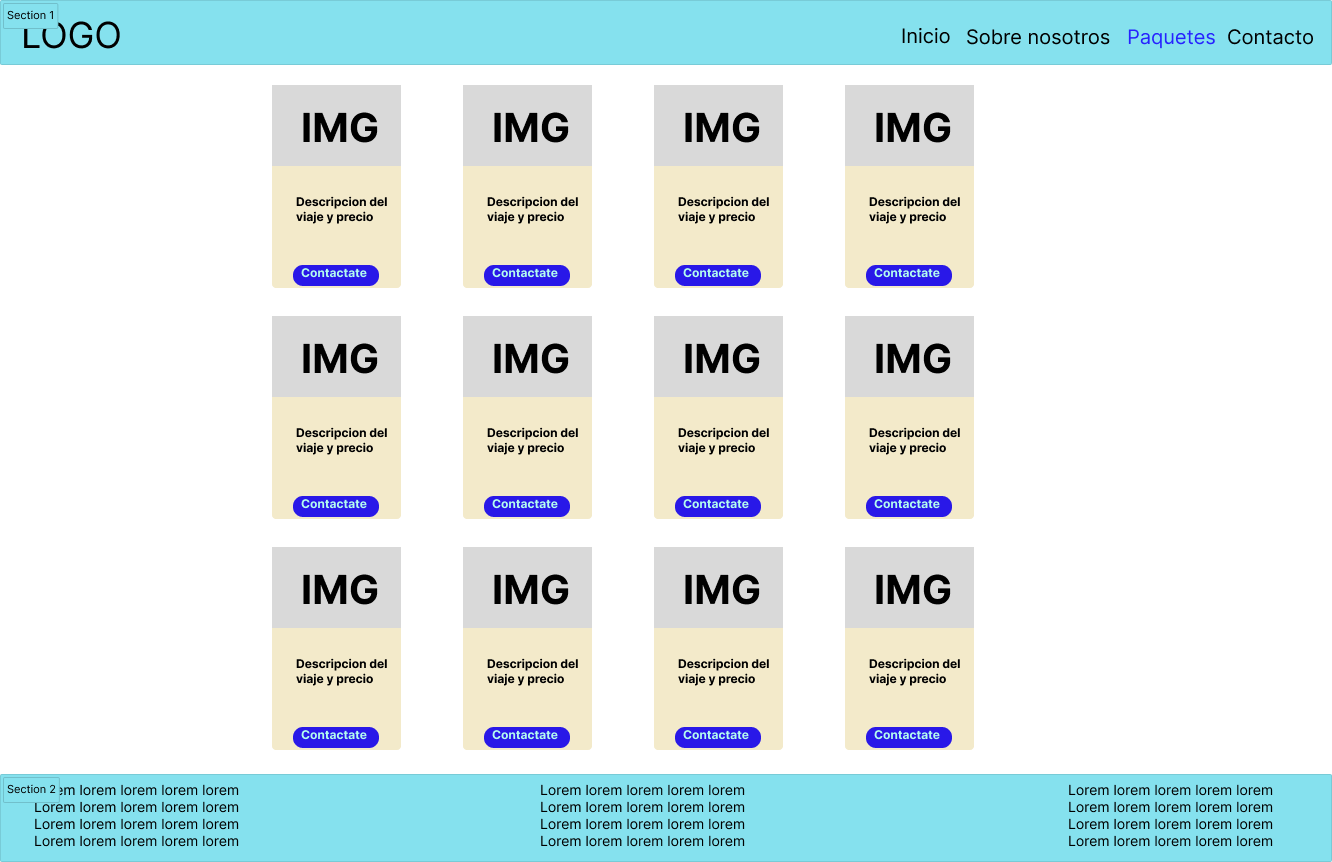 Section 1
LOGO
Inicio Sobre nosotros Paquetes Contacto
IMG IMG IMG IMG
Descripcion del Descripcion del Descripcion del Descripcion del
viaje y precio viaje y precio viaje y precio viaje y precio
Contactate Contactate Contactate Contactate
IMG IMG IMG IMG
Descripcion del Descripcion del Descripcion del Descripcion del
viaje y precio viaje y precio viaje y precio viaje y precio
Contactate Contactate Contactate Contactate
IMG IMG IMG IMG
Descripcion del Descripcion del Descripcion del Descripcion del
viaje y precio viaje y precio viaje y precio viaje y precio
Contactate Contactate Contactate Contactate
Section 2
lorem lorem lorem lorem
Lorem lorem lorem lorem lorem
Lorem lorem lorem lorem lorem
Lorem lorem lorem lorem lorem
Lorem lorem lorem lorem lorem
Lorem lorem lorem lorem lorem
Lorem lorem lorem lorem lorem
Lorem lorem lorem lorem lorem
Lorem lorem lorem lorem lorem
Lorem lorem lorem lorem lorem
Lorem lorem lorem lorem lorem
Lorem lorem lorem lorem lorem